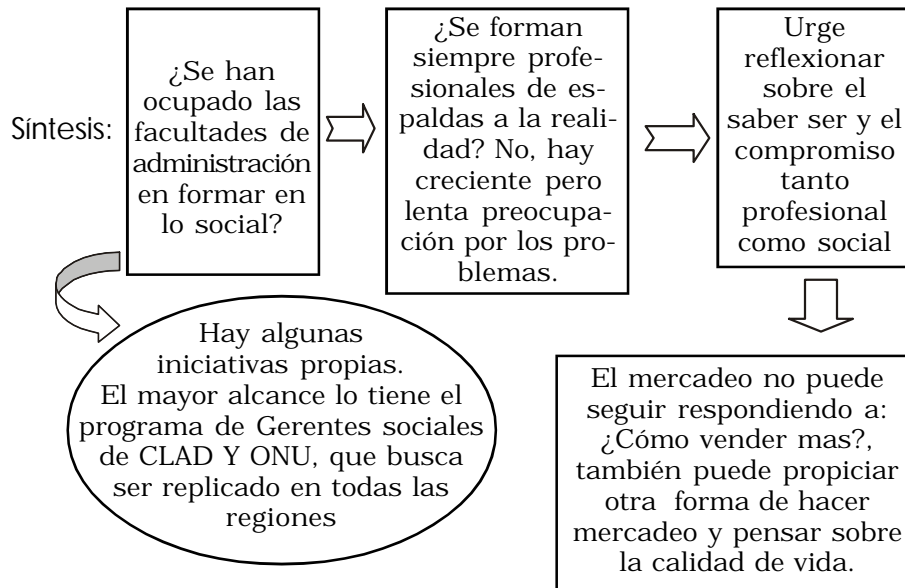 Síntesis:
¿Se han
ocupado las
facultades de
administración
en formar en
lo social?
¿Se forman
siempre profe-
sionales de es-
paldas a la reali-
dad? No, hay
creciente pero
lenta preocupa-
ción por los pro-
blemas.
Urge
reflexionar
sobre el
saber ser y el
compromiso
tanto
profesional
como social
Hay algunas
iniciativas propias.
El mayor alcance lo tiene el
programa de Gerentes sociales
de CLAD Y ONU, que busca
ser replicado en todas las
regiones
El mercadeo no puede
seguir respondiendo a:
¿Cómo vender mas?,
también puede propiciar
otra forma de hacer
mercadeo y pensar sobre
la calidad de vida.